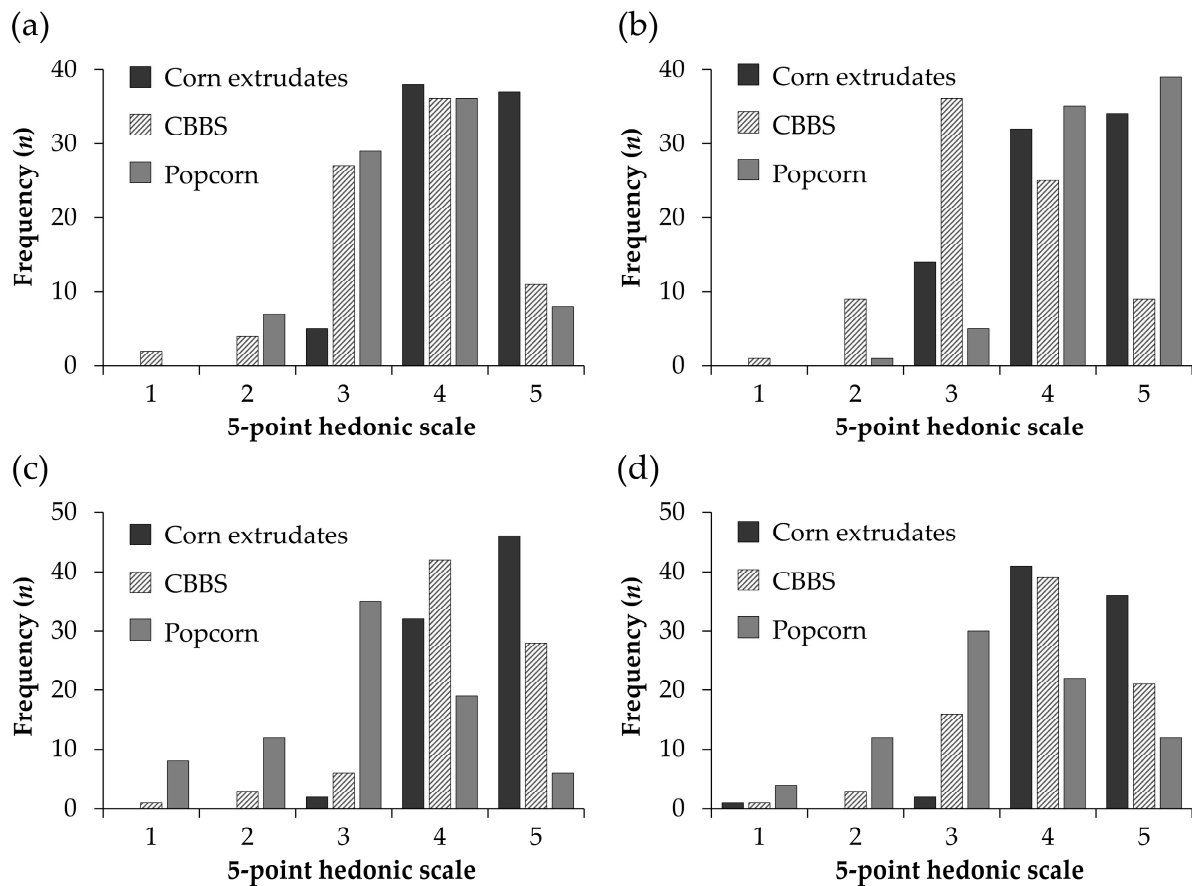 (a)
40
30
20
10
0
Frequency (n)
Corn extrudates
CBBS
Popcorn
1 2 3 4 5
5-point hedonic scale
(b)
40
30
20
10
0
Frequency (n)
Corn extrudates
CBBS
Popcorn
1 2 3 4 5
5-point hedonic scale
(c)
50
40
30
20
10
0
Frequency (n)
Corn extrudates
CBBS
Popcorn
1 2 3 4 5
5-point hedonic scale
(d)
50
40
30
20
10
0
Frequency (n)
Corn extrudates
CBBS
Popcorn
1 2 3 4 5
5-point hedonic scale